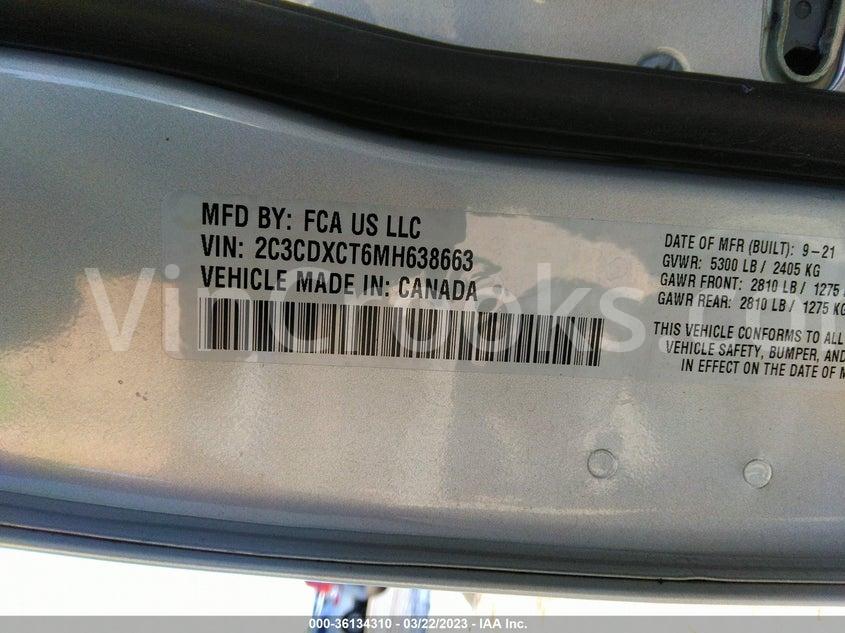 MFD BY: FCA US LLC
VIN: 2C3CDXCT6MH638663
VEHICLE MADE IN: CANADA
DATE OF MFR (BUILT): 9-21
GVWR: 5300 LB / 2405 KG
GAWR FRONT: 2810 LB / 1275
GAWR REAR: 2810 LB / 1275 KG
THIS VEHICLE CONFORMS TO ALL
VEHICLE SAFETY, BUMPER, AND
IN EFFECT ON THE DATE OF M
VinCrooks.
000-36134310 - 03/22/2023 - IAA Inc.